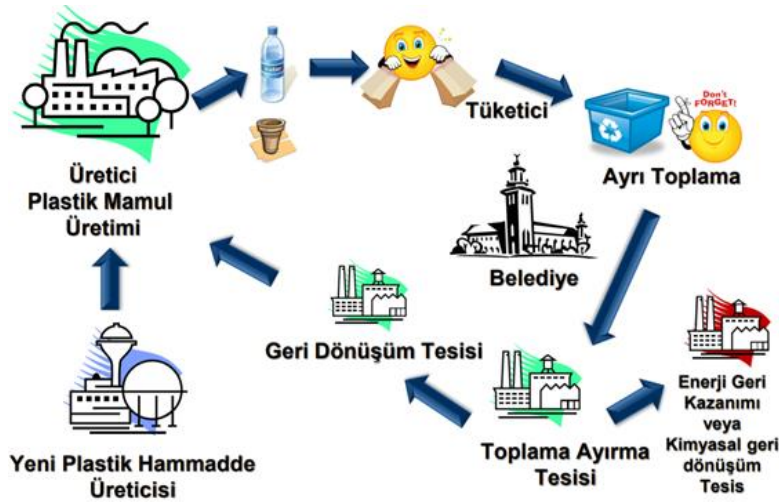 Don't
FORGET!
Tüketici
Ayrı Toplama
Üretici
Plastik Mamul
Üretimi
Belediye
Geri Dönüşüm Tesisi
Enerji Geri
Kazanımı
veya
Kimyasal geri
dönüşüm
Tesis
Toplama Ayırma
Tesisi
Yeni Plastik Hammadde
Üreticisi